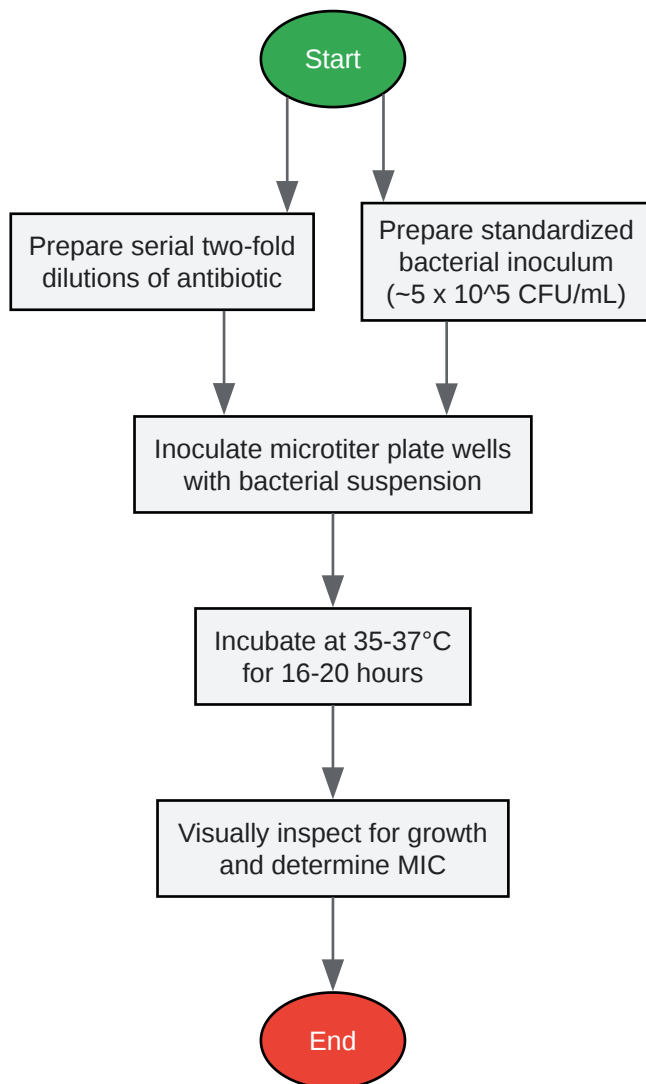 Start
Prepare serial two-fold
dilutions of antibiotic
Prepare standardized
bacterial inoculum
(~5 x 10^5 CFU/mL)
Inoculate microtiter plate wells
with bacterial suspension
Incubate at 35-37°C
for 16-20 hours
Visually inspect for growth
and determine MIC
End